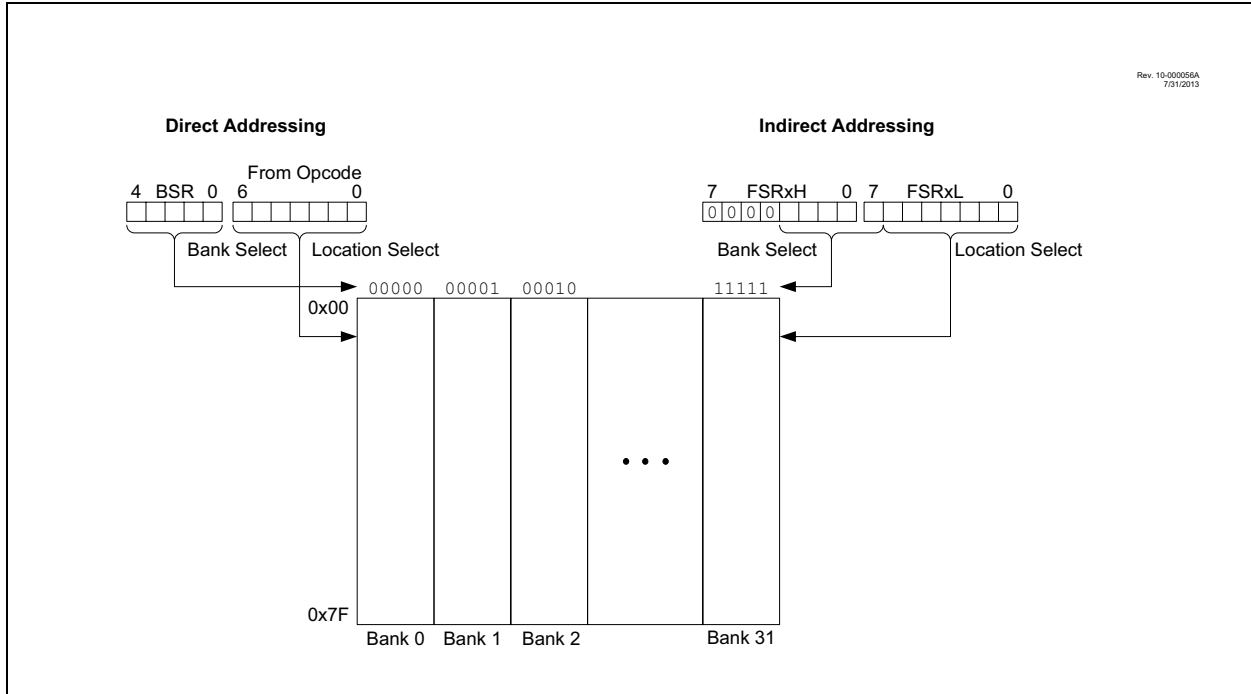 Rev. 10-000056A
7/31/2013
Direct Addressing
Indirect Addressing
From Opcode
4 BSR 0 6 0
7 FSRxH 0 7 FSRxL 0
0 0 0 0
Bank Select Location Select
Bank Select Location Select
00000 00001 00010 11111
0x00
• • •
0x7F
Bank 0 Bank 1 Bank 2 Bank 31